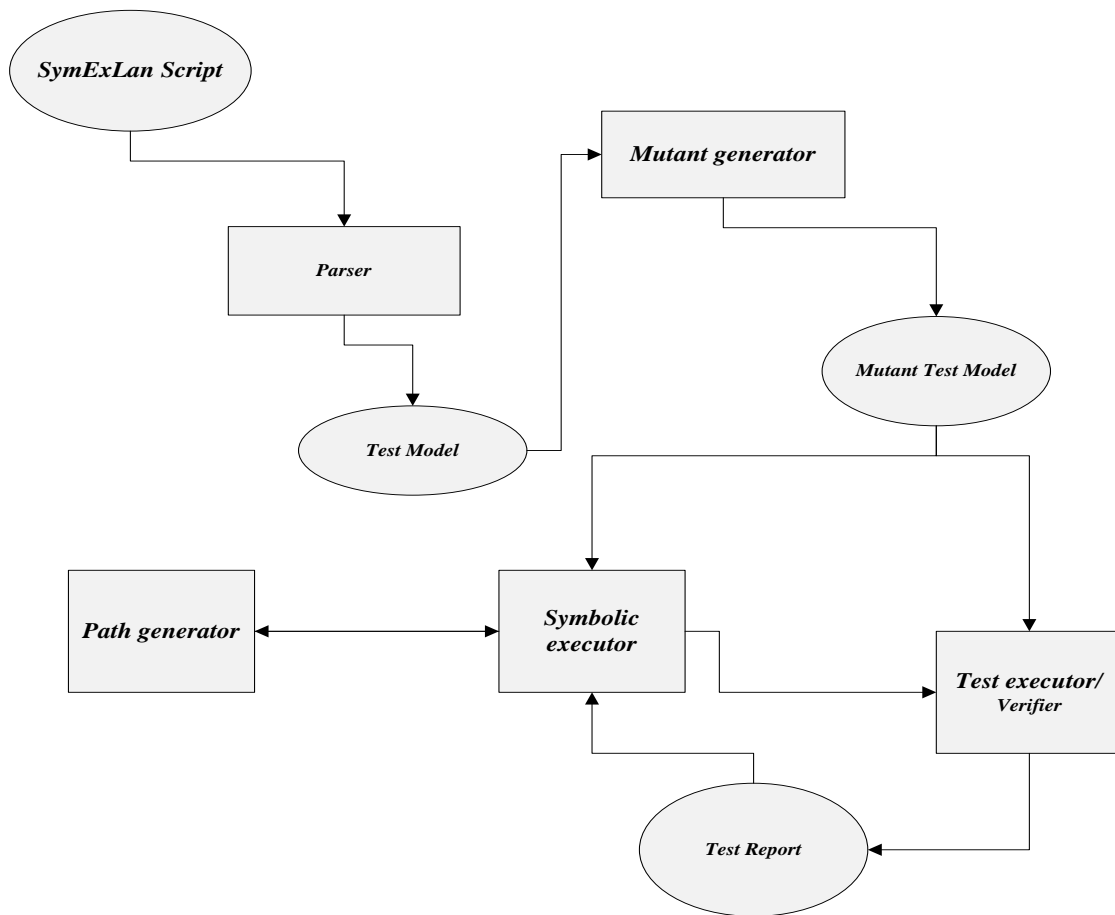 SymExLan Script
Mutant generator
Parser
Mutant Test Model
Test Model
Path generator
Symbolic
executor
Test executor/
Verifier
Test Report